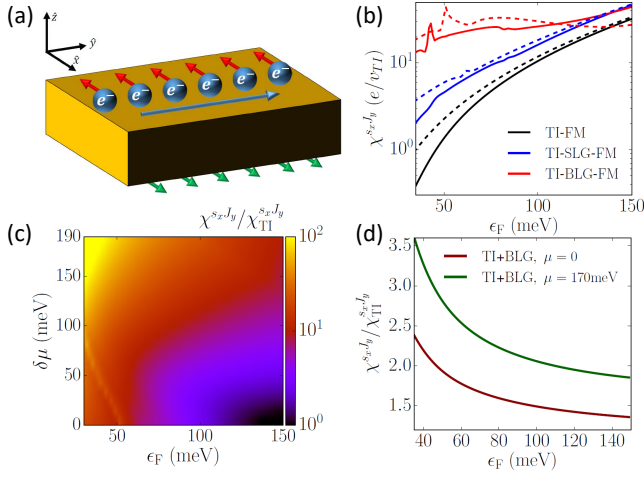 (a)
ẑ
ŷ
x̂
e⁻ e⁻ e⁻ e⁻ e⁻ e⁻
(b)
χ^{s_x J_y} (e/v_{TI})
10¹
10⁰
TI-FM
TI-SLG-FM
TI-BLG-FM
50 100 150
ϵ_F (meV)
(c)
χ^{s_x J_y}/χ_{TI}^{s_x J_y}
δμ (meV)
190
150
100
50
0
50 100 150
ϵ_F (meV)
10²
10¹
10⁰
(d)
χ^{s_x J_y}/χ_{TI}^{s_x J_y}
3.5
3.0
2.5
2.0
1.5
TI+BLG, μ = 0
TI+BLG, μ = 170meV
40 60 80 100 120 140
ϵ_F (meV)